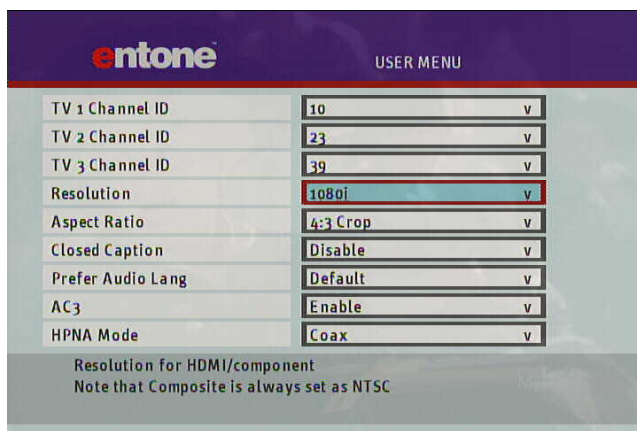 entone
USER MENU
TV 1 Channel ID 10 v
TV 2 Channel ID 23 v
TV 3 Channel ID 39 v
Resolution 1080i v
Aspect Ratio 4:3 Crop v
Closed Caption Disable v
Prefer Audio Lang Default v
AC3 Enable v
HPNA Mode Coax v
Resolution for HDMI/component
Note that Composite is always set as NTSC